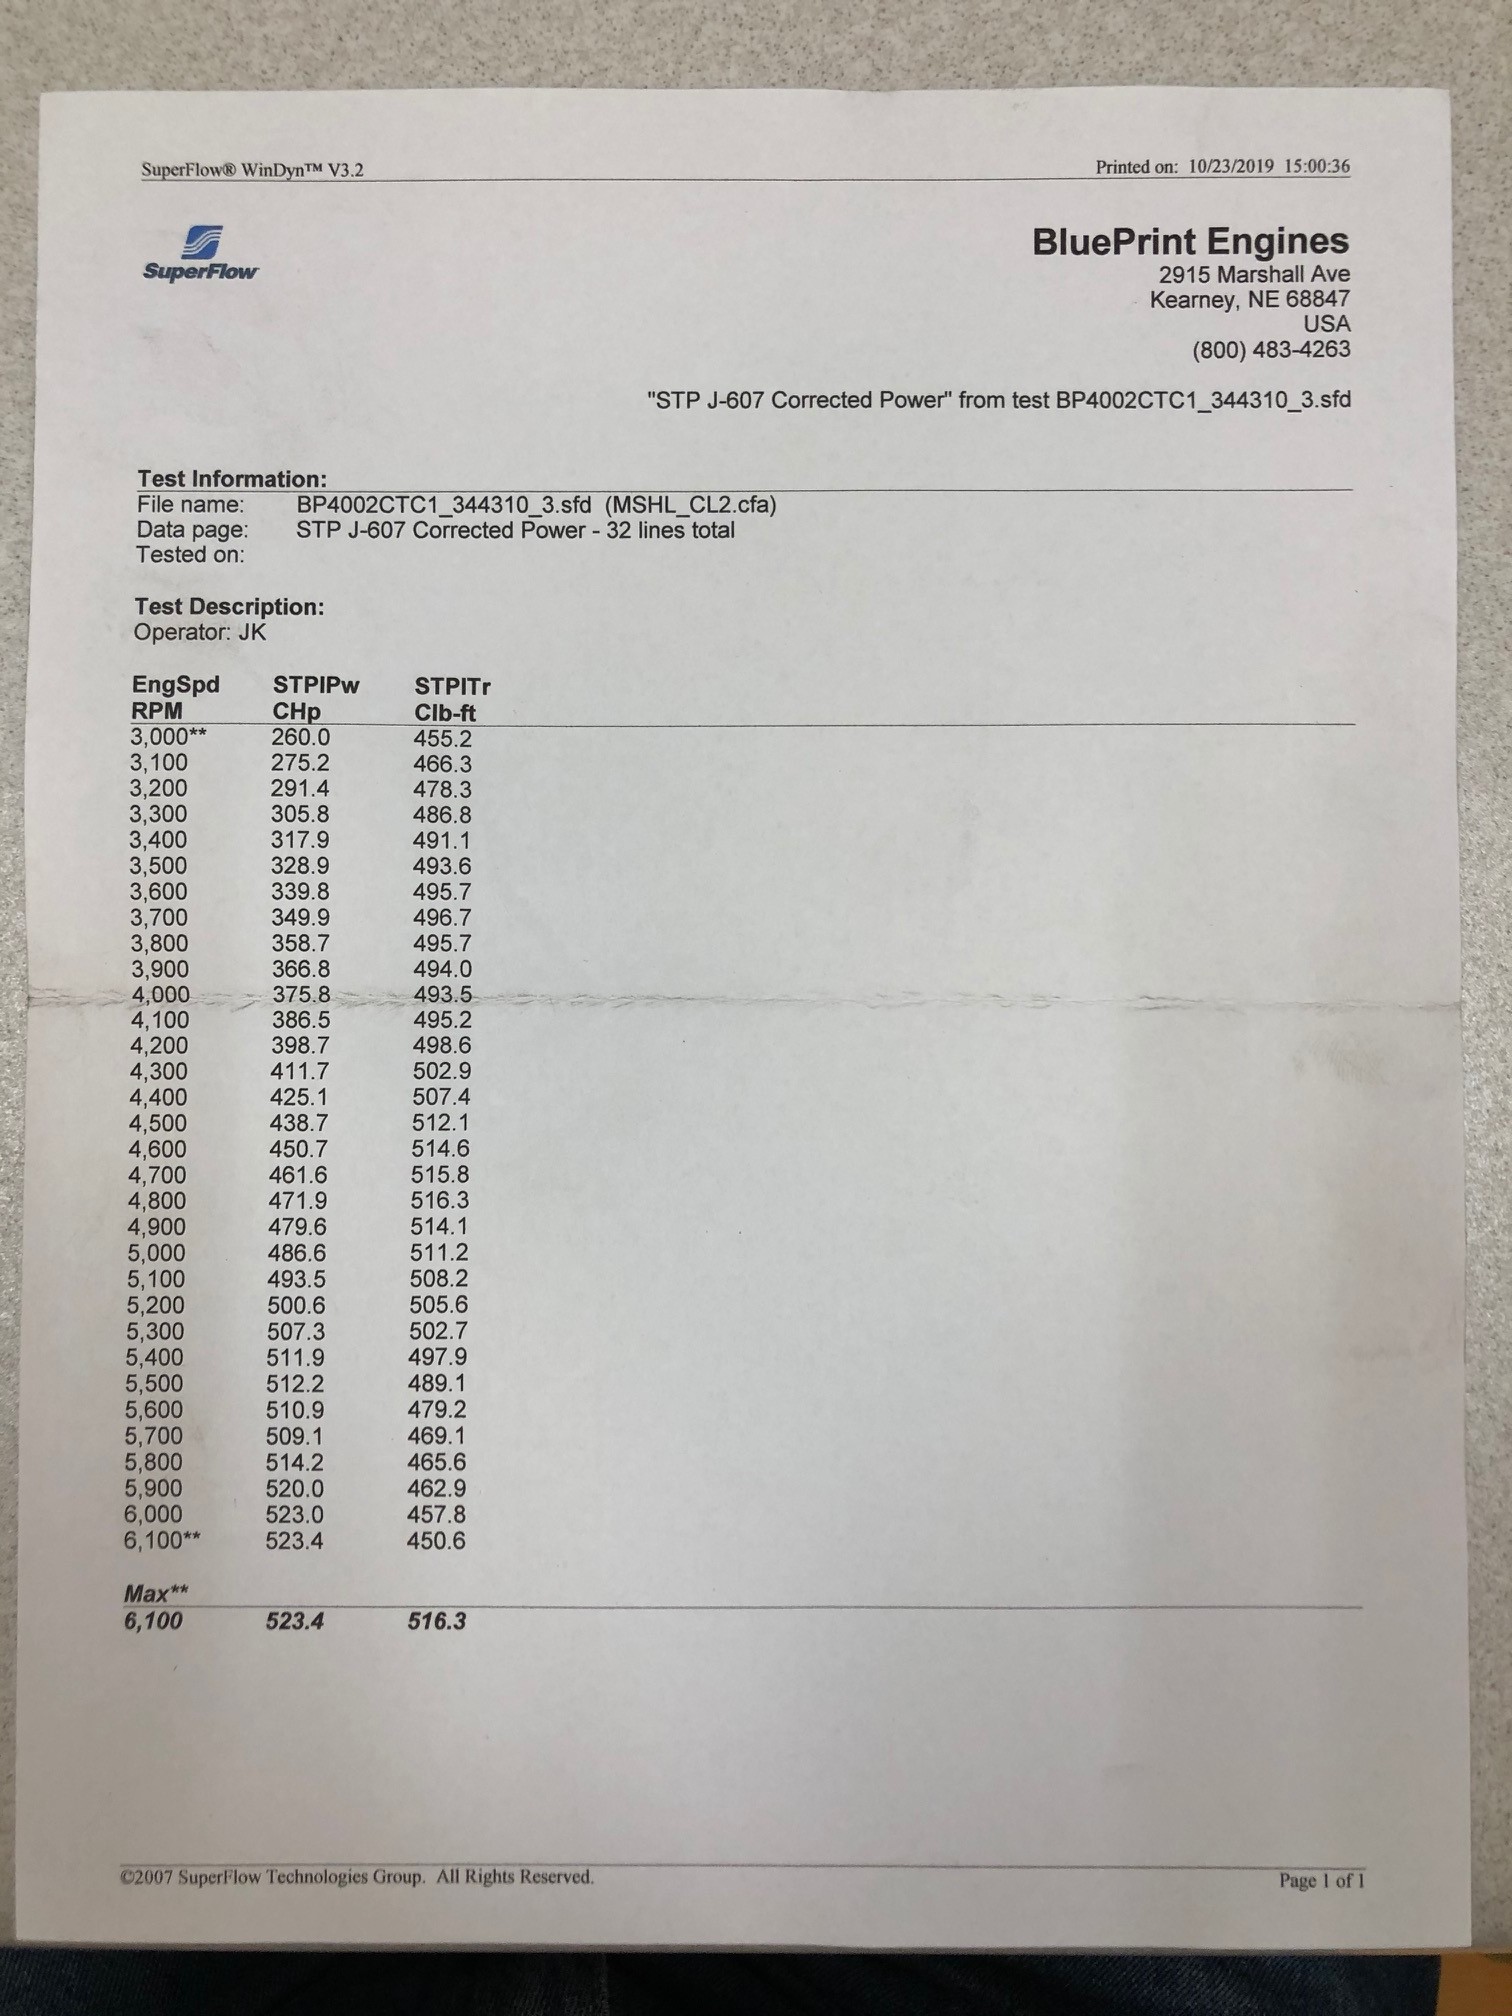 SuperFlow® WinDyn™ V3.2 Printed on: 10/23/2019 15:00:36
SuperFlow
BluePrint Engines
2915 Marshall Ave
Kearney, NE 68847
USA
(800) 483-4263
"STP J-607 Corrected Power" from test BP4002CTC1_344310_3.sfd
Test Information:
File name: BP4002CTC1_344310_3.sfd (MSHL_CL2.cfa)
Data page: STP J-607 Corrected Power - 32 lines total
Tested on:
Test Description:
Operator: JK
EngSpd STPIPw STPITr
RPM CHp Clb-ft
3,000** 260.0 455.2
3,100 275.2 466.3
3,200 291.4 478.3
3,300 305.8 486.8
3,400 317.9 491.1
3,500 328.9 493.6
3,600 339.8 495.7
3,700 349.9 496.7
3,800 358.7 495.7
3,900 366.8 494.0
4,000 375.8 493.5
4,100 386.5 495.2
4,200 398.7 498.6
4,300 411.7 502.9
4,400 425.1 507.4
4,500 438.7 512.1
4,600 450.7 514.6
4,700 461.6 515.8
4,800 471.9 516.3
4,900 479.6 514.1
5,000 486.6 511.2
5,100 493.5 508.2
5,200 500.6 505.6
5,300 507.3 502.7
5,400 511.9 497.9
5,500 512.2 489.1
5,600 510.9 479.2
5,700 509.1 469.1
5,800 514.2 465.6
5,900 520.0 462.9
6,000 523.0 457.8
6,100** 523.4 450.6
Max**
6,100 523.4 516.3
©2007 SuperFlow Technologies Group. All Rights Reserved. Page 1 of 1